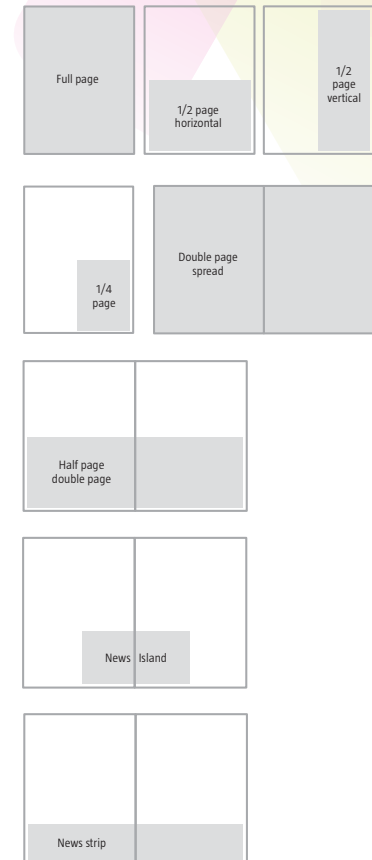 Full page
1/2 page
horizontal
1/2
page
vertical
1/4
page
Double page
spread
Half page
double page
News Island
News strip